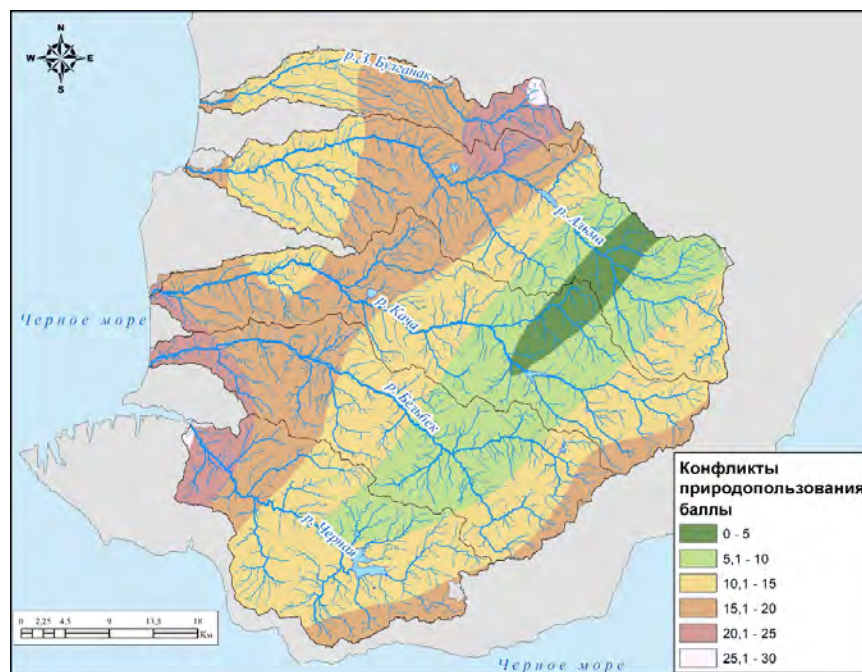 N
W E
S
р. З. Булганак
р. Альма
р. Кача
Черное море
р. Бельбек
р. Черная
Конфликты
природопользования
баллы
0 - 5
5,1 - 10
10,1 - 15
15,1 - 20
20,1 - 25
25,1 - 30
0 2,25 4,5 9 13,5 18
Км
Черное море